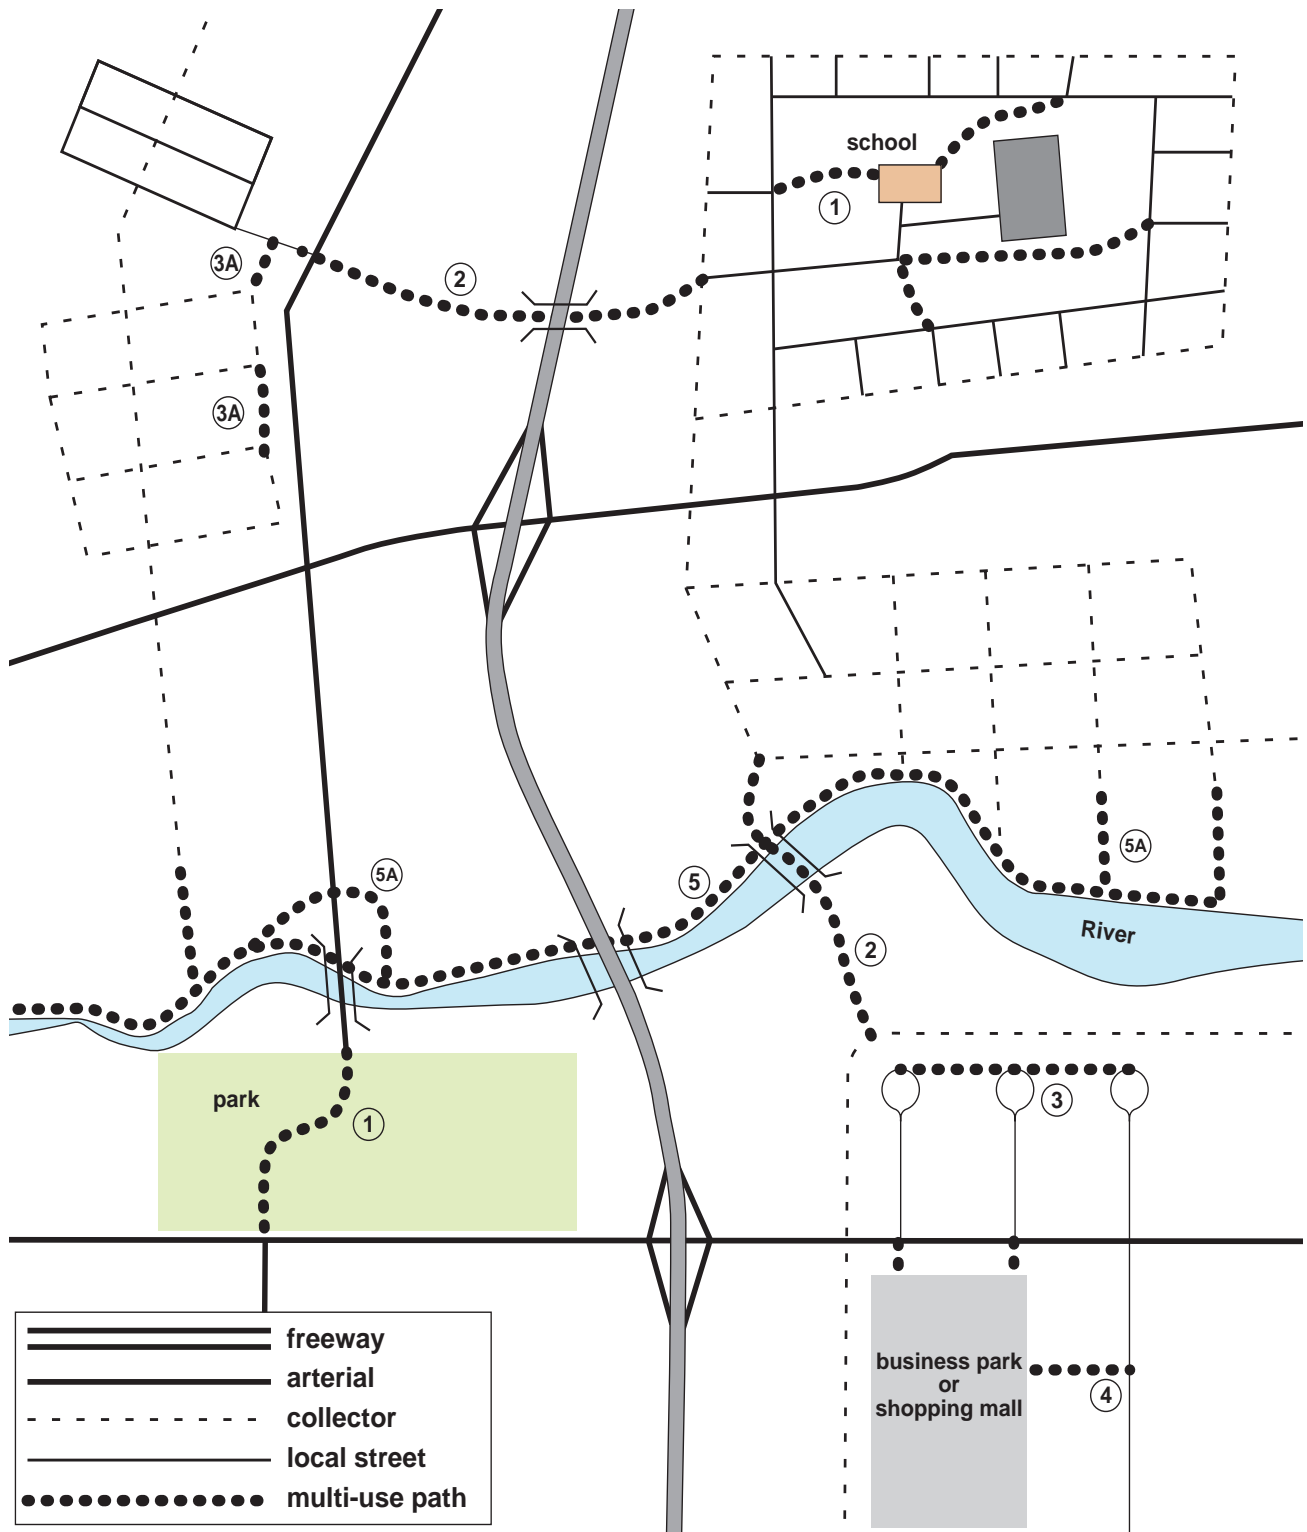 school
1
3A
2
3A
5A
5
5A
River
2
park
1
3
business park
or
shopping mall
4
freeway
arterial
collector
local street
multi-use path